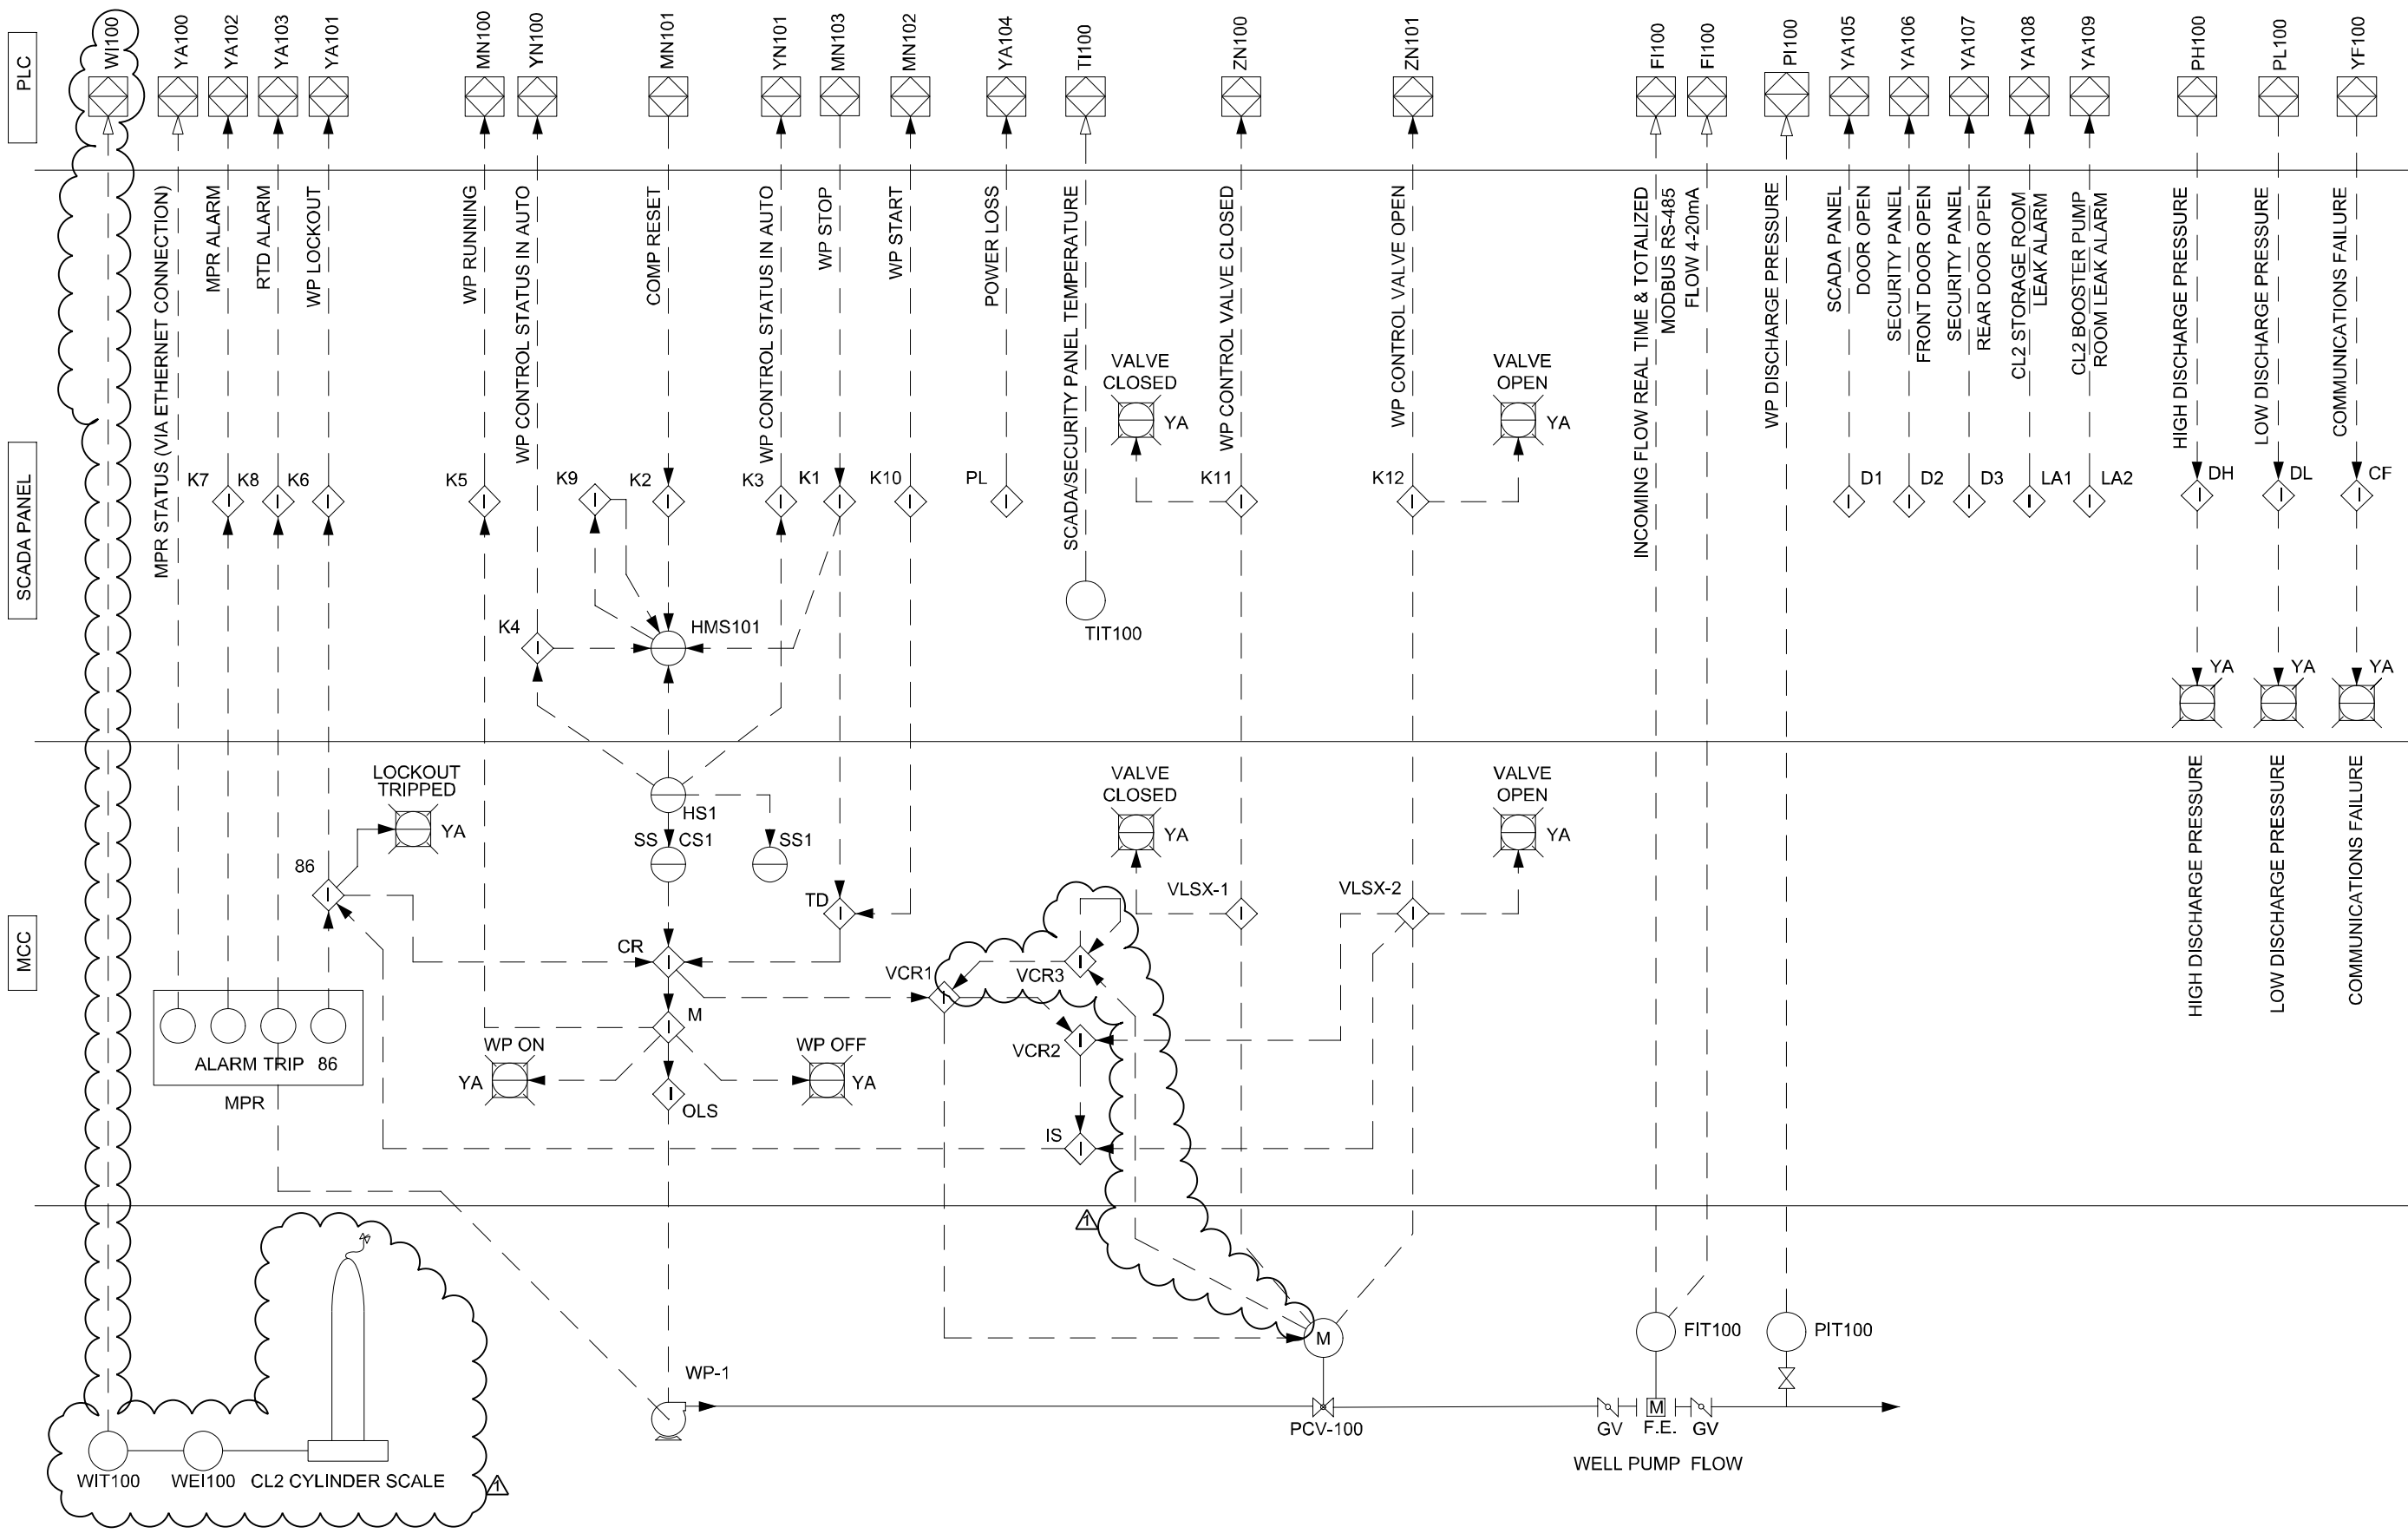 PLC
WI100
YA100
YA102
YA103
YA101
MN100
YN100
MN101
YN101
MN103
MN102
YA104
TI100
ZN100
ZN101
FI100
FI100
PI100
YA105
YA106
YA107
YA108
YA109
PH100
PL100
YF100
SCADA PANEL
MPR STATUS (VIA ETHERNET CONNECTION)
MPR ALARM
RTD ALARM
WP LOCKOUT
WP RUNNING
WP CONTROL STATUS IN AUTO
COMP RESET
WP CONTROL STATUS IN AUTO
WP STOP
WP START
POWER LOSS
SCADA/SECURITY PANEL TEMPERATURE
WP CONTROL VALVE CLOSED
WP CONTROL VALVE OPEN
INCOMING FLOW REAL TIME & TOTALIZED
MODBUS RS-485
FLOW 4-20mA
WP DISCHARGE PRESSURE
SCADA PANEL
DOOR OPEN
SECURITY PANEL
FRONT DOOR OPEN
SECURITY PANEL
REAR DOOR OPEN
CL2 STORAGE ROOM
LEAK ALARM
CL2 BOOSTER PUMP
ROOM LEAK ALARM
HIGH DISCHARGE PRESSURE
LOW DISCHARGE PRESSURE
COMMUNICATIONS FAILURE
VALVE
CLOSED
YA
VALVE
OPEN
YA
K7
K8
K6
K5
K9
K2
K3
K1
K10
PL
K11
K12
D1
D2
D3
LA1
LA2
DH
DL
CF
K4
HMS101
TIT100
YA
YA
YA
MCC
LOCKOUT
TRIPPED
YA
86
HS1
SS
CS1
SS1
TD
VALVE
CLOSED
YA
VLSX-1
VALVE
OPEN
YA
VLSX-2
HIGH DISCHARGE PRESSURE
LOW DISCHARGE PRESSURE
COMMUNICATIONS FAILURE
CR
VCR1
VCR3
M
VCR2
WP ON
YA
WP OFF
YA
OLS
IS
ALARM TRIP 86
MPR
1
M
FIT100
PIT100
WP-1
PCV-100
GV
M
F.E.
GV
WELL PUMP FLOW
WIT100
WEI100
CL2 CYLINDER SCALE
1